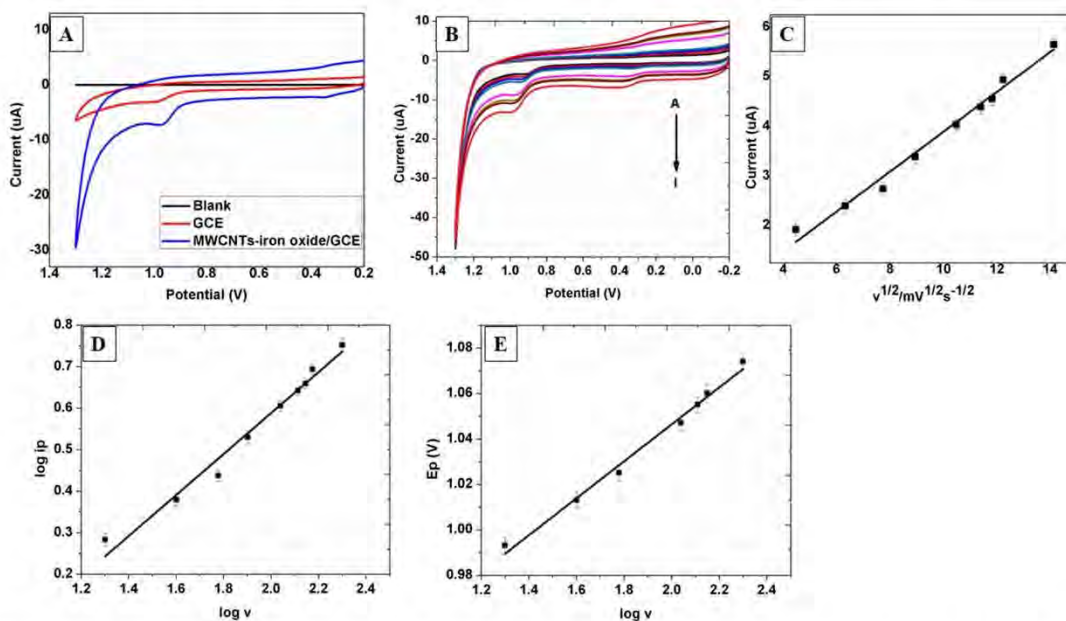 A
Current (uA)
10
0
-10
-20
-30
Blank
GCE
MWCNTs-iron oxide/GCE
1.4 1.2 1.0 0.8 0.6 0.4 0.2
Potential (V)
B
Current (uA)
10
0
-10
-20
-30
-40
-50
A
I
1.4 1.2 1.0 0.8 0.6 0.4 0.2 0.0 -0.2
Potential (V)
C
Current (uA)
6
5
4
2
4 6 8 10 12 14
v^1/2/mV^1/2s^-1/2
D
log ip
0.8
0.7
0.6
0.5
0.4
0.3
0.2
1.2 1.4 1.6 1.8 2.0 2.2 2.4
log v
E
Ep (V)
1.08
1.06
1.04
1.02
1.00
0.98
1.2 1.4 1.6 1.8 2.0 2.2 2.4
log v